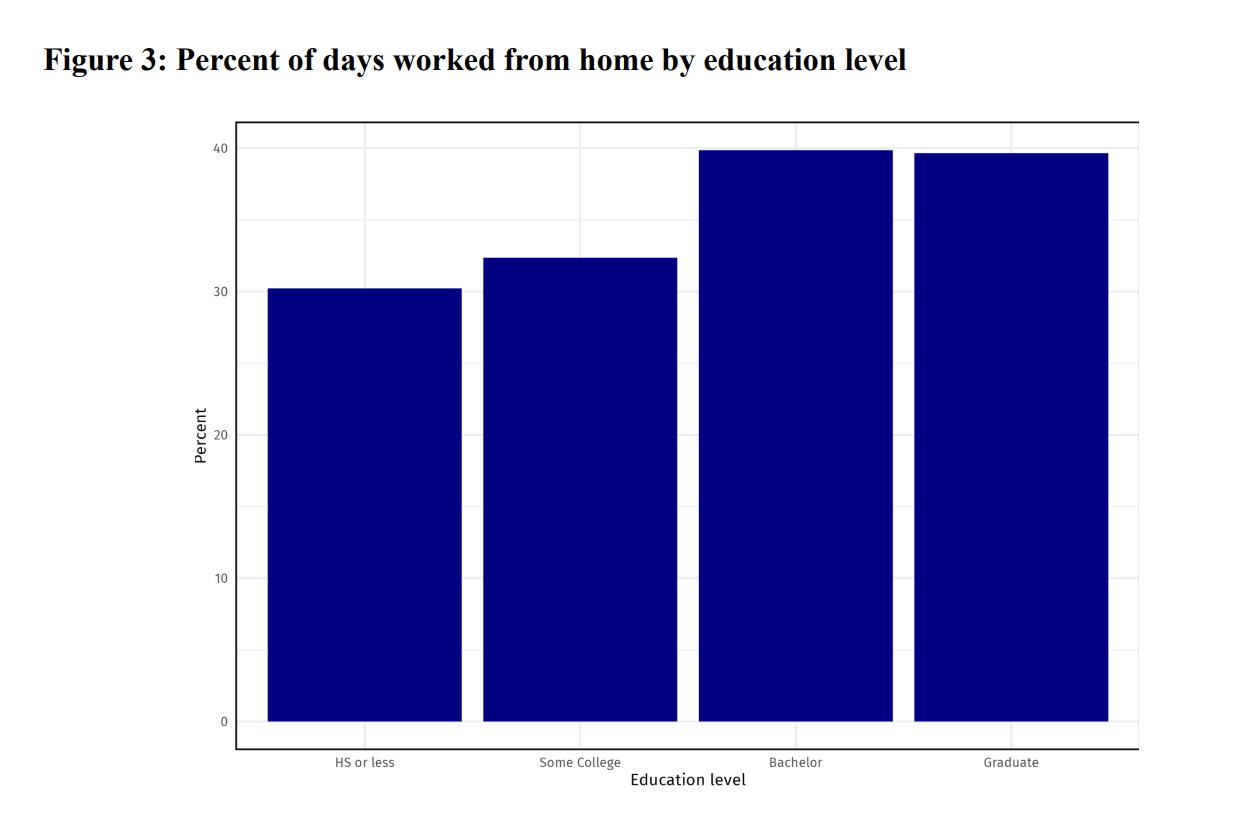 Figure 3: Percent of days worked from home by education level
40
30
20
10
0
Percent
HS or less Some College Bachelor Graduate
Education level